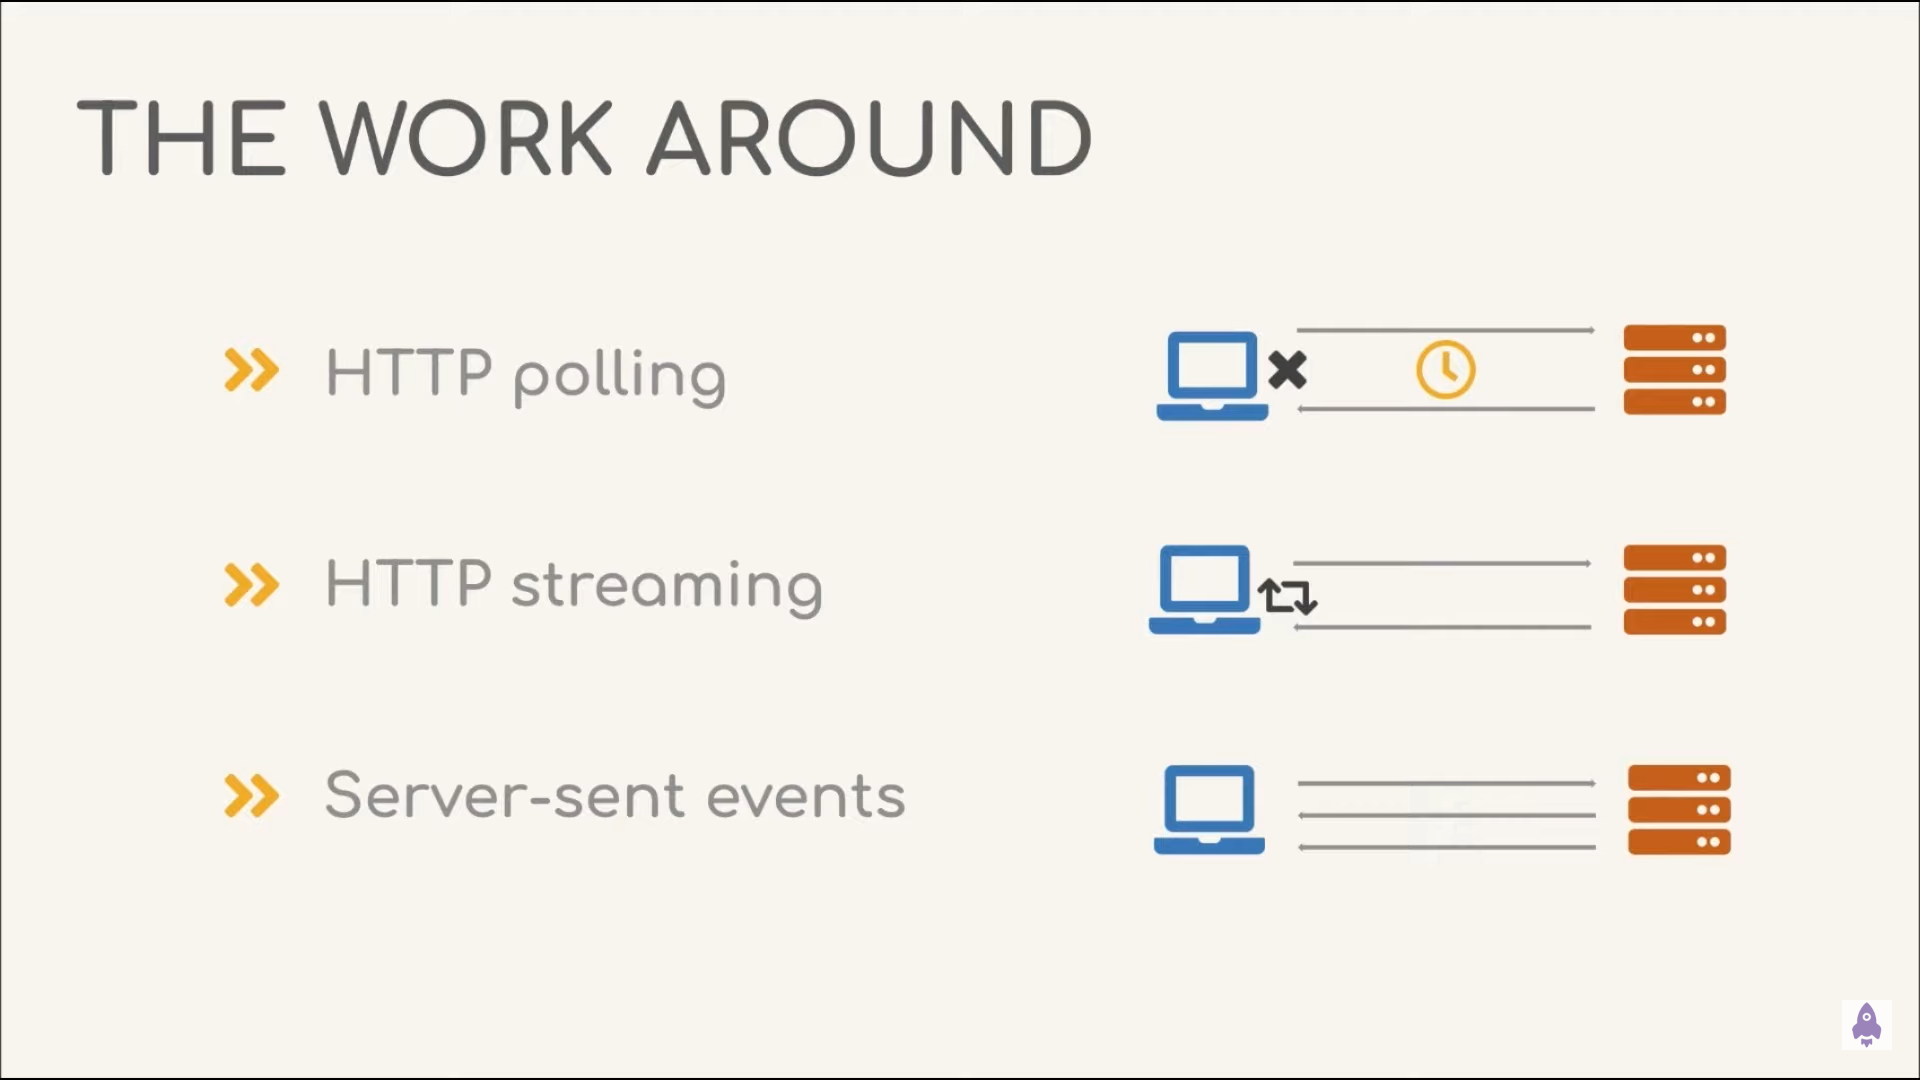 THE WORK AROUND
HTTP polling
HTTP streaming
Server-sent events